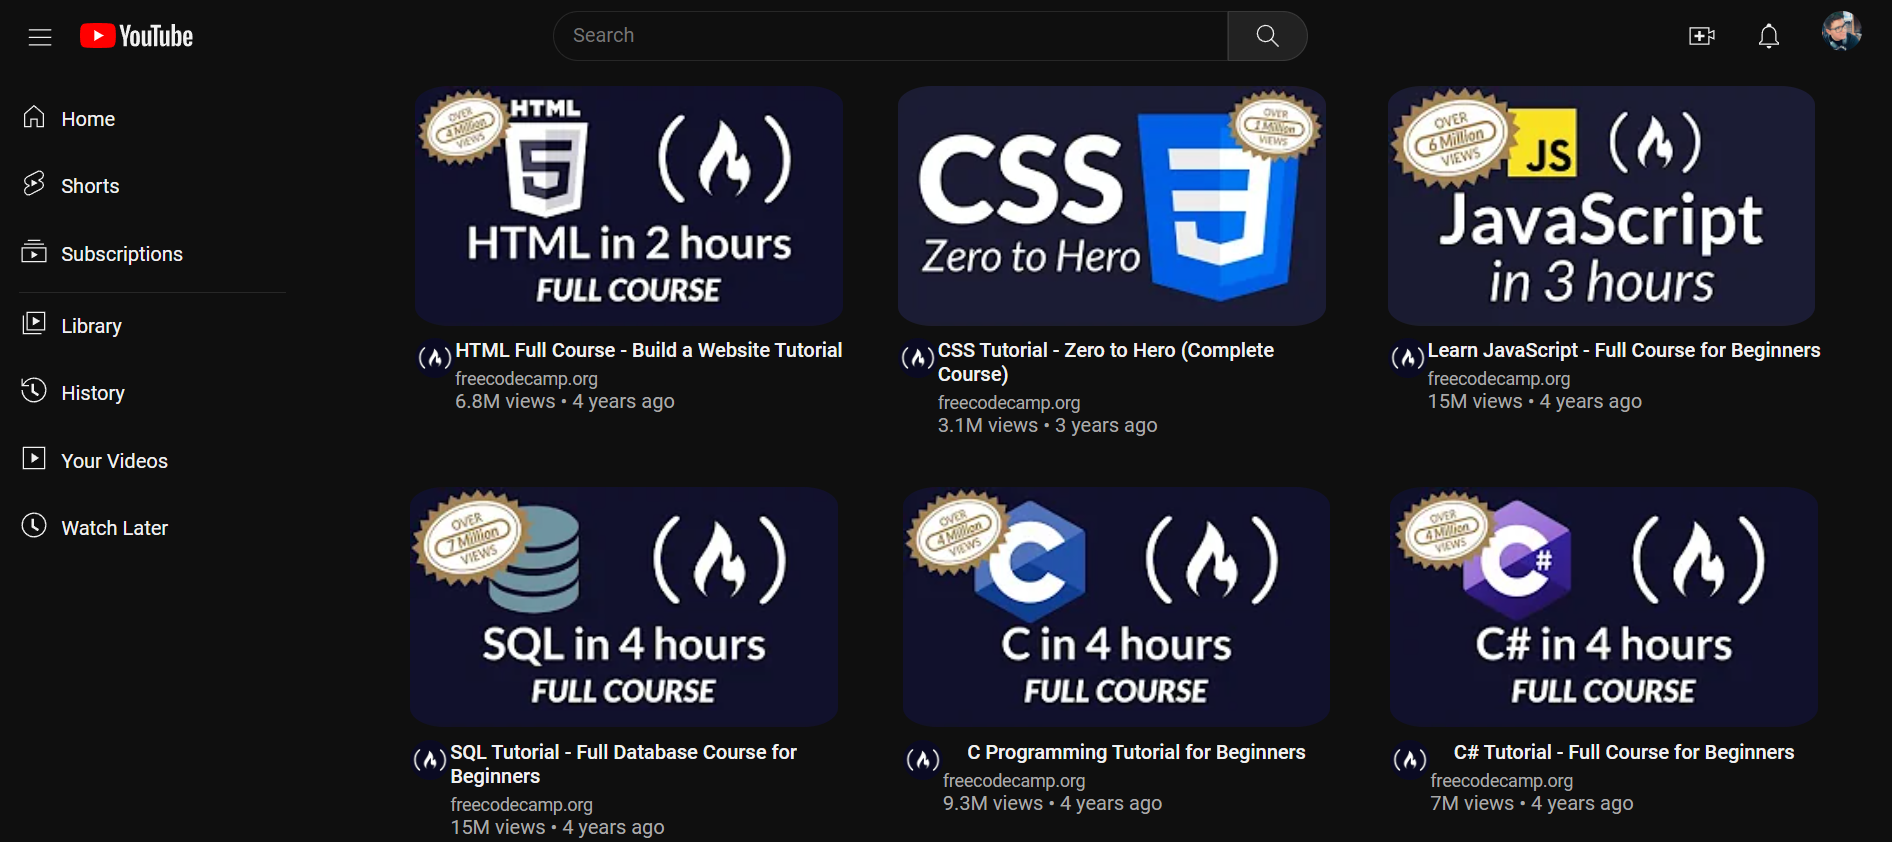 YouTube
Search
Home
Shorts
Subscriptions
Library
History
Your Videos
Watch Later
OVER
4 Million
VIEWS
HTML
5
HTML in 2 hours
FULL COURSE
HTML Full Course - Build a Website Tutorial
freecodecamp.org
6.8M views • 4 years ago
CSS
Zero to Hero
3
OVER
1 Million
VIEWS
CSS Tutorial - Zero to Hero (Complete
Course)
freecodecamp.org
3.1M views • 3 years ago
OVER
6 Million
VIEWS
JS
JavaScript
in 3 hours
Learn JavaScript - Full Course for Beginners
freecodecamp.org
15M views • 4 years ago
OVER
7 Million
VIEWS
SQL in 4 hours
FULL COURSE
SQL Tutorial - Full Database Course for
Beginners
freecodecamp.org
15M views • 4 years ago
OVER
4 Million
VIEWS
C
C in 4 hours
FULL COURSE
C Programming Tutorial for Beginners
freecodecamp.org
9.3M views • 4 years ago
OVER
4 Million
VIEWS
C#
C# in 4 hours
FULL COURSE
C# Tutorial - Full Course for Beginners
freecodecamp.org
7M views • 4 years ago